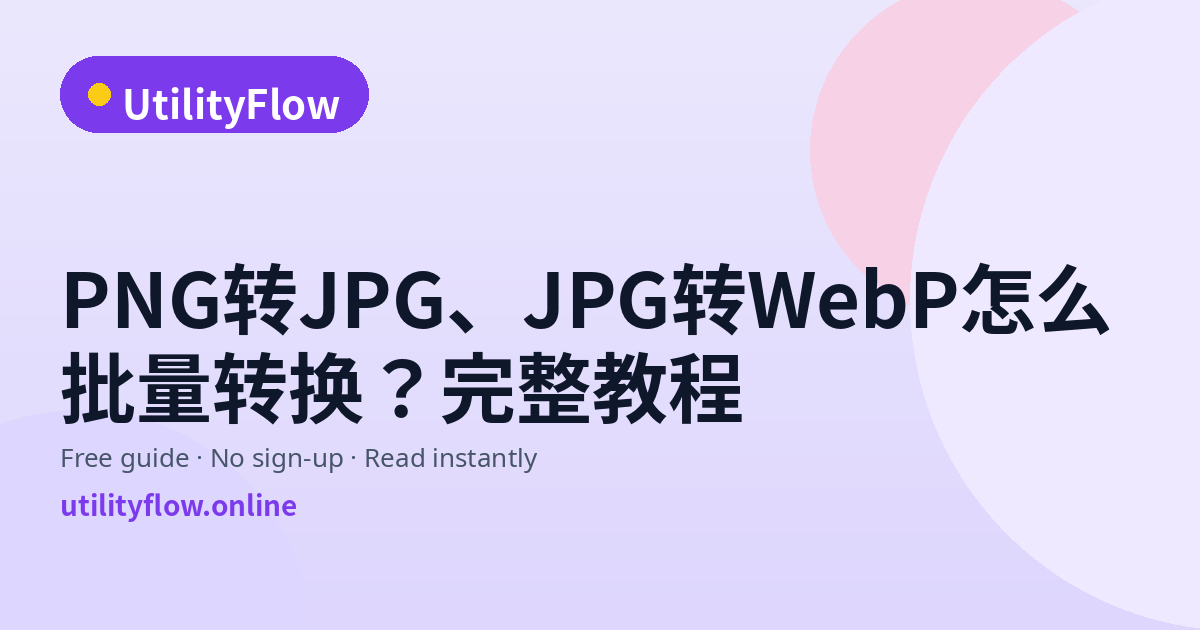 UtilityFlow
PNG转JPG、JPG转WebP怎么
批量转换？完整教程
Free guide · No sign-up · Read instantly
utilityflow.online